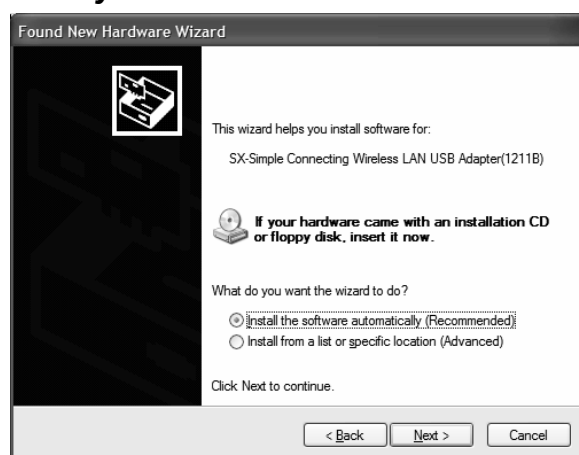 Found New Hardware Wizard
This wizard helps you install software for:
SX-Simple Connecting Wireless LAN USB Adapter(1211B)
If your hardware came with an installation CD
or floppy disk, insert it now.
What do you want the wizard to do?
Install the software automatically (Recommended)
Install from a list or specific location (Advanced)
Click Next to continue.
< Back Next > Cancel